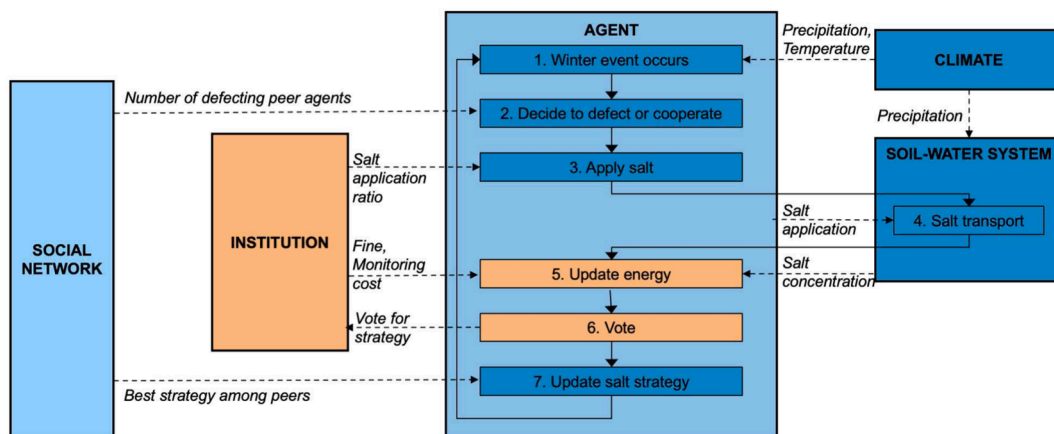 AGENT
Precipitation,
Temperature
1. Winter event occurs
CLIMATE
Number of defecting peer agents
2. Decide to defect or cooperate
Precipitation
SOIL-WATER SYSTEM
Salt
application
ratio
3. Apply salt
Salt
application
4. Salt transport
SOCIAL
NETWORK
INSTITUTION
Fine,
Monitoring
cost
5. Update energy
Salt
concentration
Vote for
strategy
6. Vote
7. Update salt strategy
Best strategy among peers